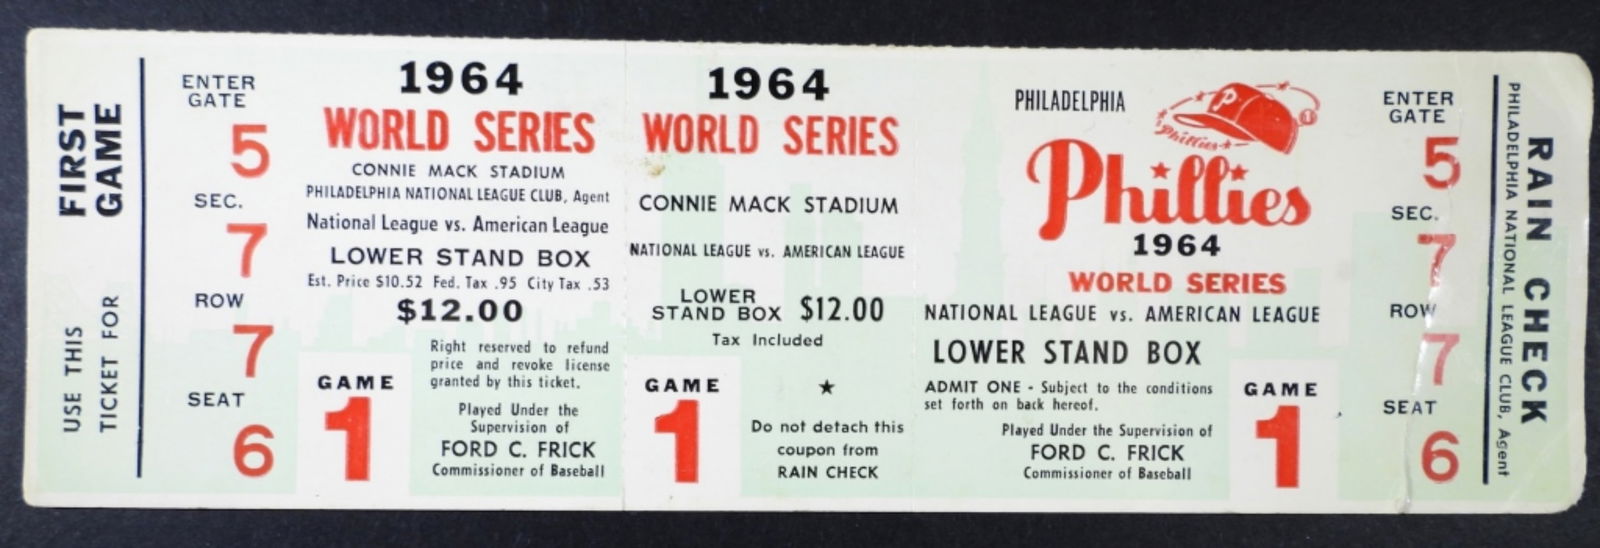 USE THIS
TICKET FOR
FIRST
GAME
ENTER
GATE
5
SEC.
7
ROW
7
SEAT
6
1964
WORLD SERIES
CONNIE MACK STADIUM
PHILADELPHIA NATIONAL LEAGUE CLUB, Agent
National League vs. American League
LOWER STAND BOX
Est. Price $10.52 Fed. Tax .95 City Tax .53
$12.00
Right reserved to refund
price and revoke license
granted by this ticket.
GAME
1
Played Under the
Supervision of
FORD C. FRICK
Commissioner of Baseball
1964
WORLD SERIES
CONNIE MACK STADIUM
NATIONAL LEAGUE vs. AMERICAN LEAGUE
LOWER
STAND BOX $12.00
Tax Included
GAME
1
Do not detach this
coupon from
RAIN CHECK
PHILADELPHIA
P
Phillies
Phillies
1964
WORLD SERIES
NATIONAL LEAGUE vs. AMERICAN LEAGUE
LOWER STAND BOX
ADMIT ONE - Subject to the conditions
set forth on back hereof.
Played Under the Supervision of
FORD C. FRICK
Commissioner of Baseball
GAME
1
ENTER
GATE
5
SEC.
7
ROW
7
SEAT
6
RAIN CHECK
PHILADELPHIA NATIONAL LEAGUE CLUB, Agent